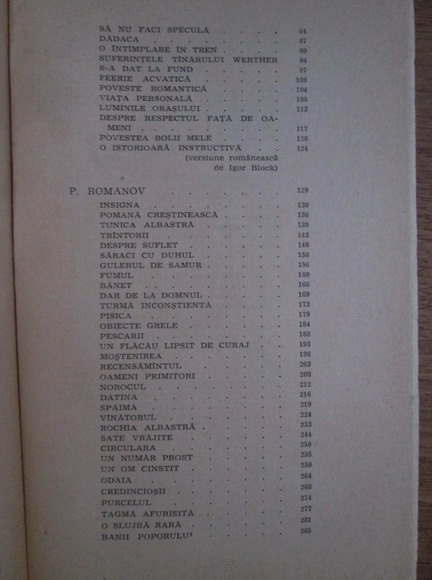 SĂ NU FACI SPECULĂ . . . . 84
DĂDACA . . . . . . 87
O ÎNTÎMPLARE ÎN TREN . . . . 90
SUFERINȚELE TÎNĂRULUI WERTHER 94
S-A DAT LA FUND . . . . . 97
FEERIE ACVATICĂ . . . . . 100
POVESTE ROMANTICĂ . . . . 104
VIAȚA PERSONALĂ . . . . . 108
LUMINILE ORAȘULUI . . . . . 113
DESPRE RESPECTUL FAȚĂ DE OA-
MENI . . . . . . . 117
POVESTEA BOLII MELE . . . . 120
O ISTORIOARĂ INSTRUCTIVĂ . . . 124
(versiune românească
de Igor Block)
P. ROMANOV . . . . . 129
INSIGNA . . . . . . 130
POMANĂ CREȘTINEASCĂ . . . . 136
TUNICA ALBASTRĂ . . . . . 139
TRÎNTORII . . . . . . 143
DESPRE SUFLET . . . . . 146
SĂRACI CU DUHUL . . . . . 150
GULERUL DE SAMUR . . . . . 156
FUMUL . . . . . . 160
BĂNET . . . . . . 166
DAR DE LA DOMNUL . . . . . 169
TURMĂ INCONȘTIENTĂ . . . . 173
PISICA . . . . . . 179
OBIECTE GRELE . . . . . 184
PESCARII . . . . . . 188
UN FLĂCĂU LIPSIT DE CURAJ . . . 193
MOȘTENIREA . . . . . . 198
RECENSĂMÎNTUL . . . . . 203
OAMENI PRIMITORI . . . . . 208
NOROCUL . . . . . . 212
DATINA . . . . . . 216
SPAIMA . . . . . . 219
VÎNĂTORUL . . . . . . 224
ROCHIA ALBASTRĂ . . . . . 233
SATE VRĂJITE . . . . . 244
CIRCULARA . . . . . . 250
UN NUMĂR PROST . . . . . 255
UN OM CINSTIT . . . . . 259
ODAIA . . . . . . 264
CREDINCIOȘII . . . . . 268
PURCELUL . . . . . . 274
TAGMĂ AFURISITĂ . . . . . 277
O SLUJBĂ RARĂ . . . . . 281
BANII POPORULUI . . . . . 285